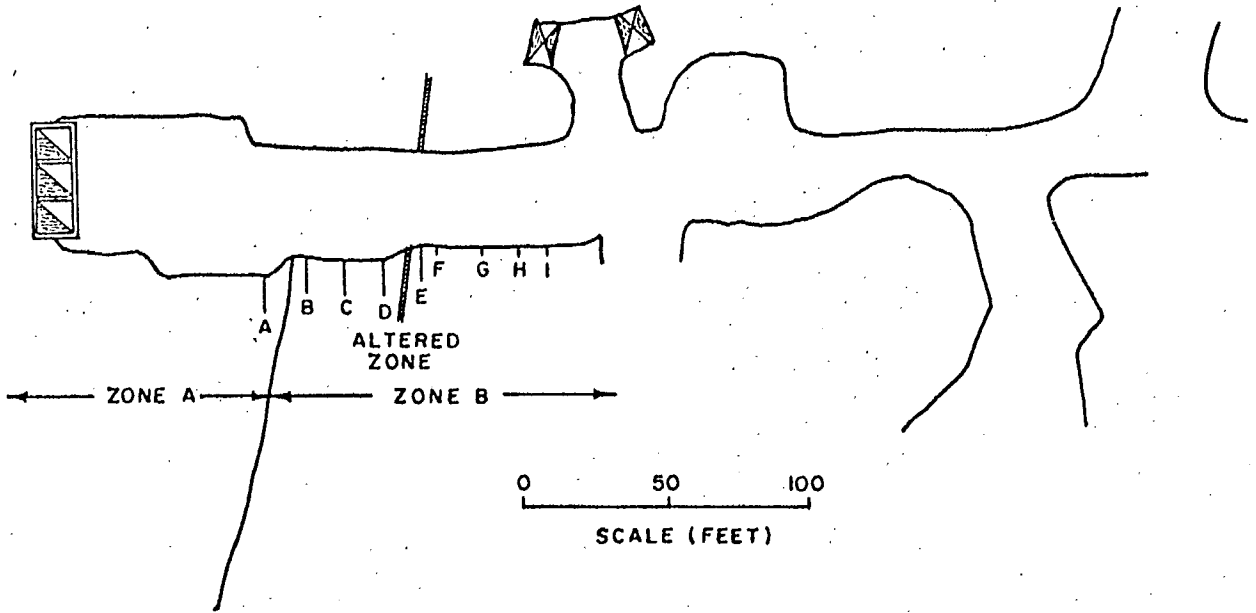 A B C D E F G H I
ALTERED
ZONE
ZONE A ZONE B
0 50 100
SCALE (FEET)